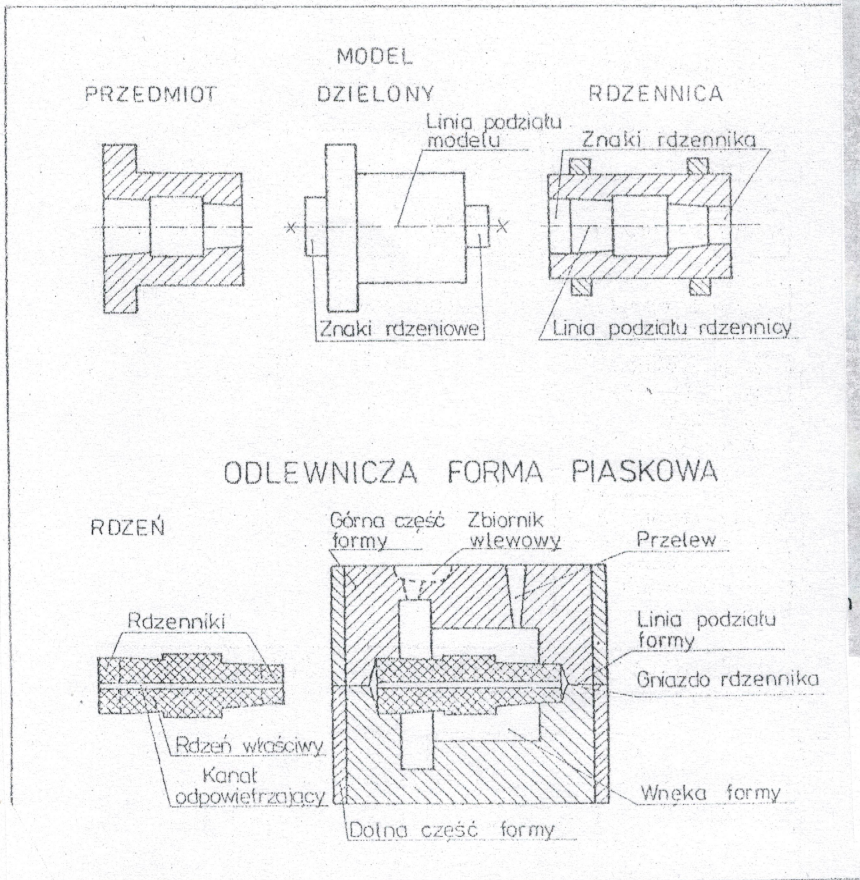 MODEL
PRZEDMIOT DZIELONY RDZENNICA
Linia podziału
modelu
Znaki rdzennika
Znaki rdzeniowe
Linia podziału rdzennicy
ODLEWNICZA FORMA PIASKOWA
RDZEŃ
Górna część
formy
Zbiornik
wlewowy
Przelew
Rdzenniki
Linia podziału
formy
Gniazdo rdzennika
Rdzeń właściwy
Kanał
odpowietrzający
Wnęka formy
Dolna część formy